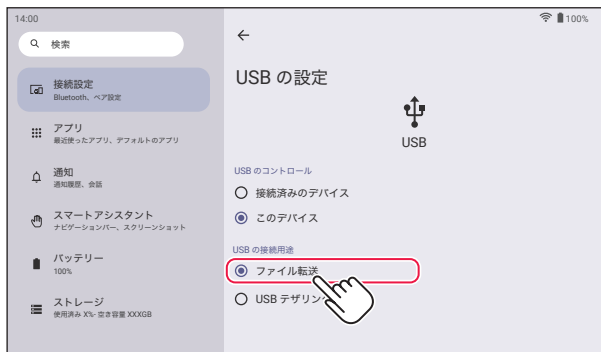 14:00
100%
検索
接続設定
Bluetooth、ペア設定
アプリ
最近使ったアプリ、デフォルトのアプリ
通知
通知履歴、会話
スマートアシスタント
ナビゲーションバー、スクリーンショット
バッテリー
100%
ストレージ
使用済み X%- 空き容量 XXXGB
USB の設定
USB
USB のコントロール
接続済みのデバイス
このデバイス
USB の接続用途
ファイル転送
USB テザリン